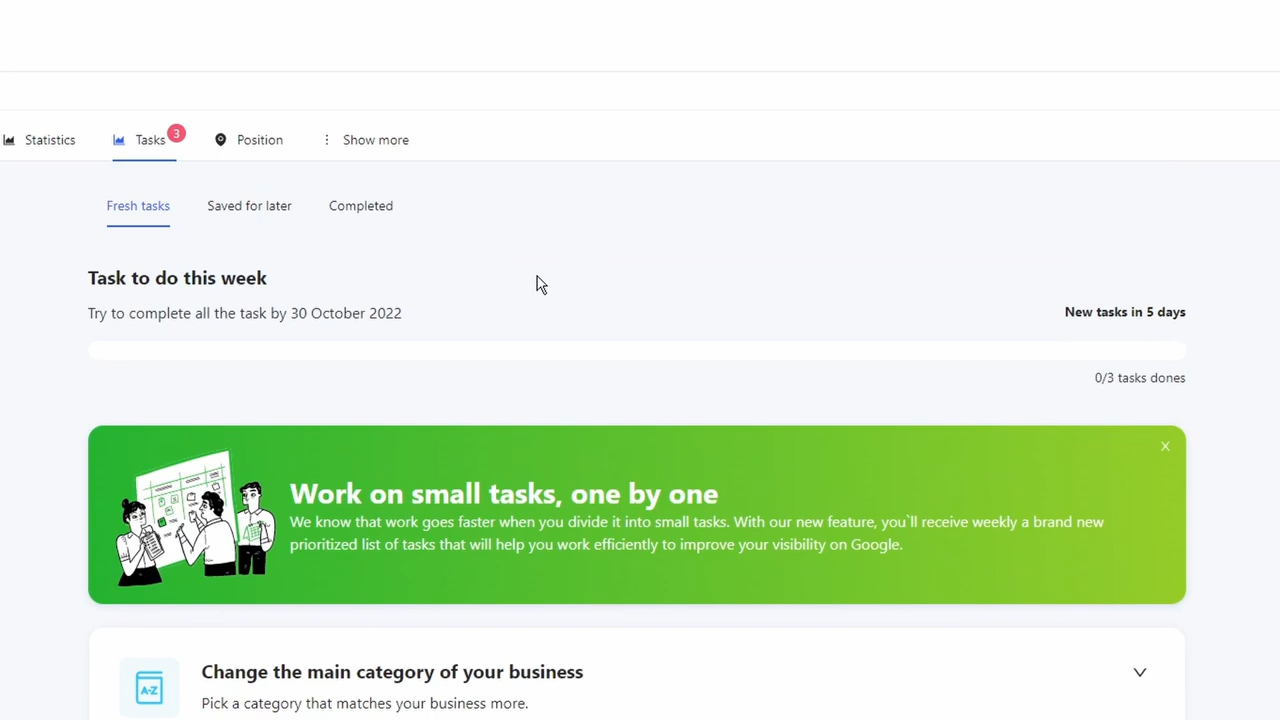 Statistics
Tasks
3
Position
Show more
Fresh tasks
Saved for later
Completed
Task to do this week
Try to complete all the task by 30 October 2022
New tasks in 5 days
0/3 tasks dones
X
Work on small tasks, one by one
We know that work goes faster when you divide it into small tasks. With our new feature, you`ll receive weekly a brand new
prioritized list of tasks that will help you work efficiently to improve your visibility on Google.
A-Z
Change the main category of your business
Pick a category that matches your business more.